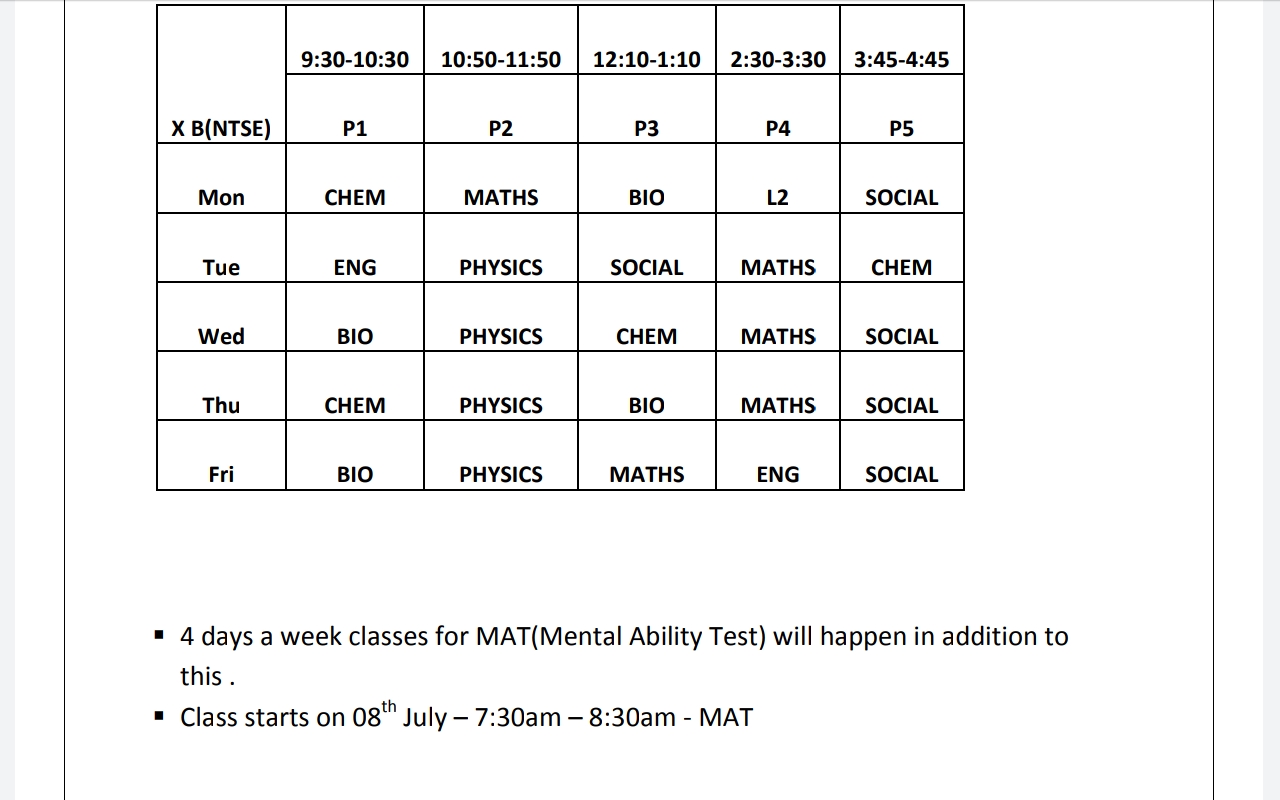 9:30-10:30 10:50-11:50 12:10-1:10 2:30-3:30 3:45-4:45
X B(NTSE) P1 P2 P3 P4 P5
Mon CHEM MATHS BIO L2 SOCIAL
Tue ENG PHYSICS SOCIAL MATHS CHEM
Wed BIO PHYSICS CHEM MATHS SOCIAL
Thu CHEM PHYSICS BIO MATHS SOCIAL
Fri BIO PHYSICS MATHS ENG SOCIAL
▪ 4 days a week classes for MAT(Mental Ability Test) will happen in addition to
this .
▪ Class starts on 08th July – 7:30am – 8:30am - MAT